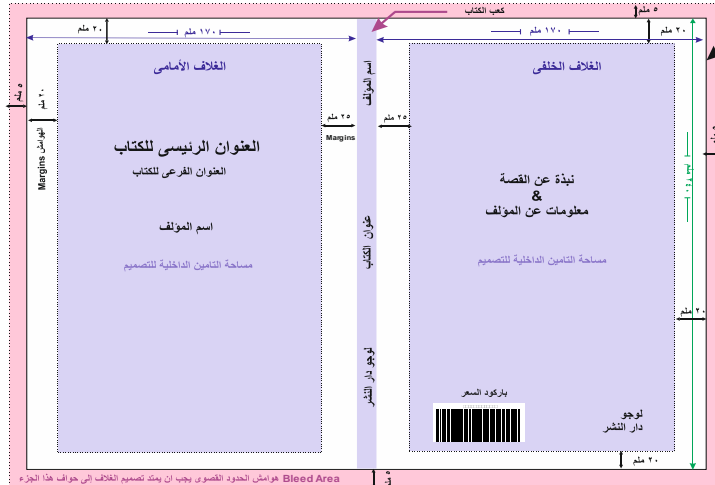 كعب الكتاب
٥ ملم
٢٠ ملم
١٧٠ ملم
١٧٠ ملم
٢٠ ملم
الغلاف الخلفى
نبذة عن القصة
&
معلومات عن المؤلف
مساحة التامين الداخلية للتصميم
باركود السعر
لوجو
دار النشر
٢٠ ملم
٢٠ ملم
٢٥ ملم
اسم المؤلف
عنوان الكتاب
لوجو دار النشر
٢٥ ملم
Margins
الغلاف الأمامى
العنوان الرئيسى للكتاب
العنوان الفرعى للكتاب
اسم المؤلف
مساحة التامين الداخلية للتصميم
٢٠ ملم
الهوامش Margins
٥ ملم
Bleed Area هوامش الحدود القصوى يجب ان يمتد تصميم الغلاف الى حواف هذا الجزء